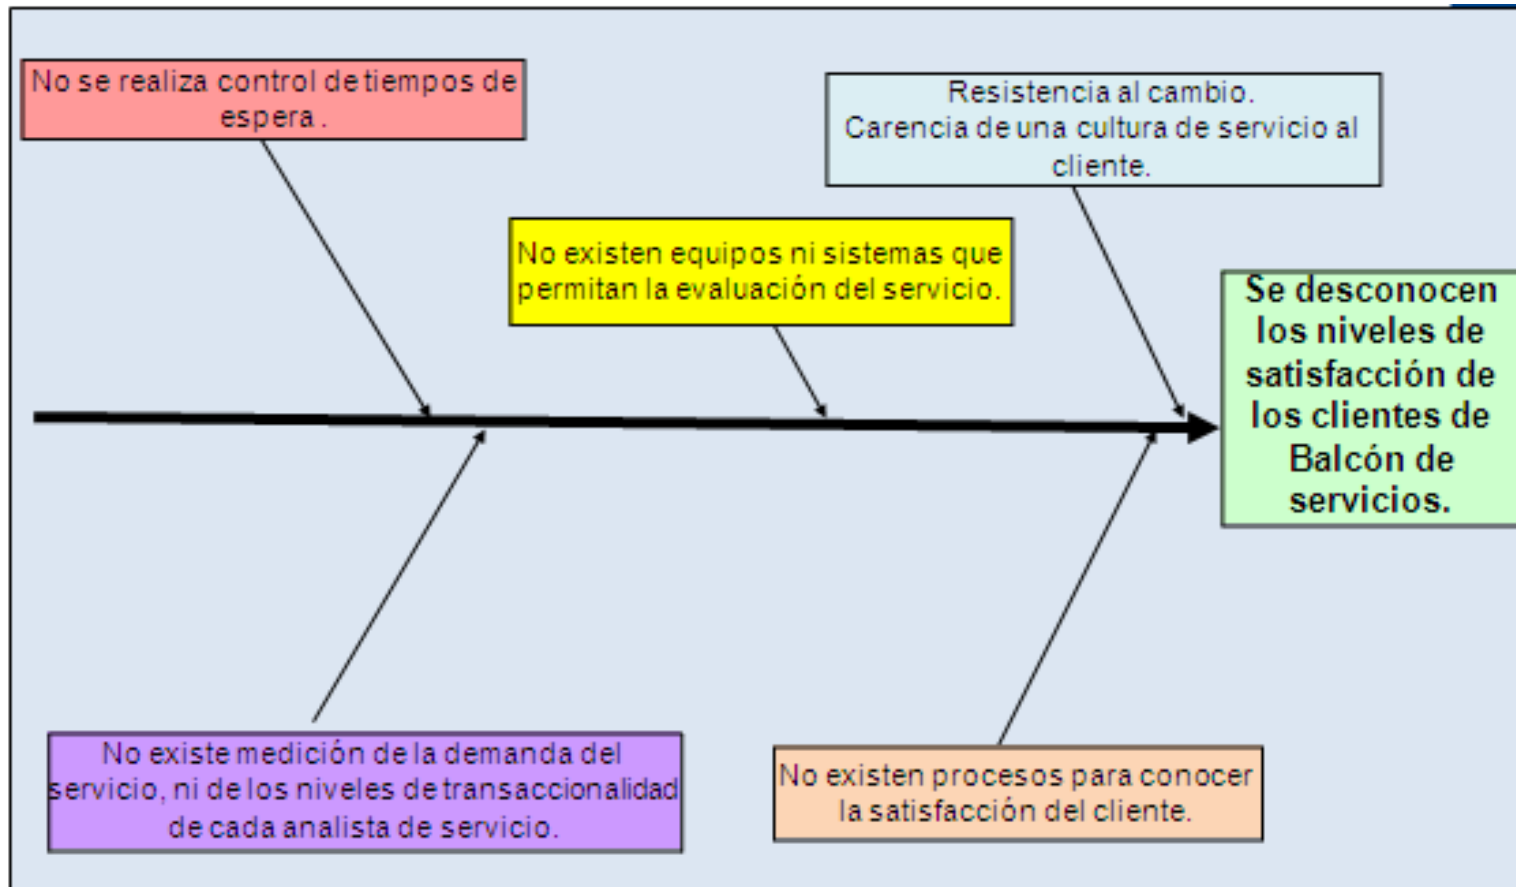 No se realiza control de tiempos de
espera .
Resistencia al cambio.
Carencia de una cultura de servicio al
cliente.
No existen equipos ni sistemas que
permitan la evaluación del servicio.
Se desconocen
los niveles de
satisfacción de
los clientes de
Balcón de
servicios.
No existe medición de la demanda del
servicio, ni de los niveles de transaccionalidad
de cada analista de servicio.
No existen procesos para conocer
la satisfacción del cliente.